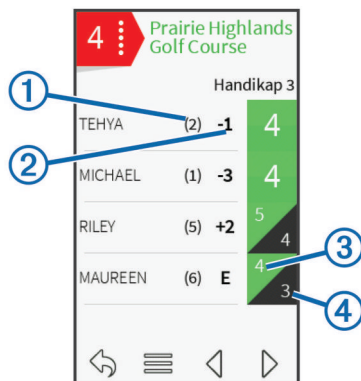 4
Prairie Highlands
Golf Course
Handikap 3
1
TEHYA (2) -1 4
2
MICHAEL (1) -3 4
RILEY (5) +2 5 4
3
MAUREEN (6) E 4 3
4